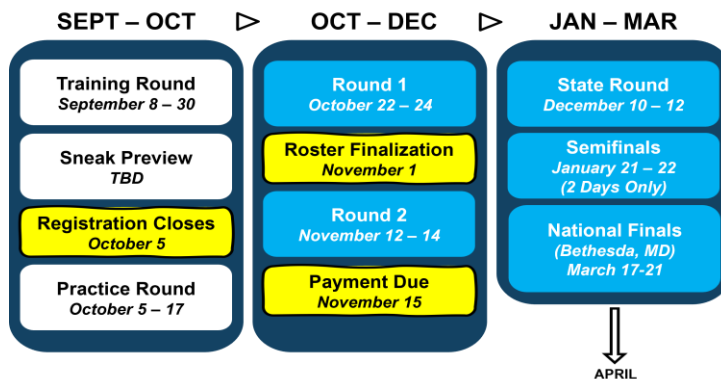 SEPT – OCT
Training Round
September 8 – 30
Sneak Preview
TBD
Registration Closes
October 5
Practice Round
October 5 – 17
OCT – DEC
Round 1
October 22 – 24
Roster Finalization
November 1
Round 2
November 12 – 14
Payment Due
November 15
JAN – MAR
State Round
December 10 – 12
Semifinals
January 21 – 22
(2 Days Only)
National Finals
(Bethesda, MD)
March 17-21
APRIL